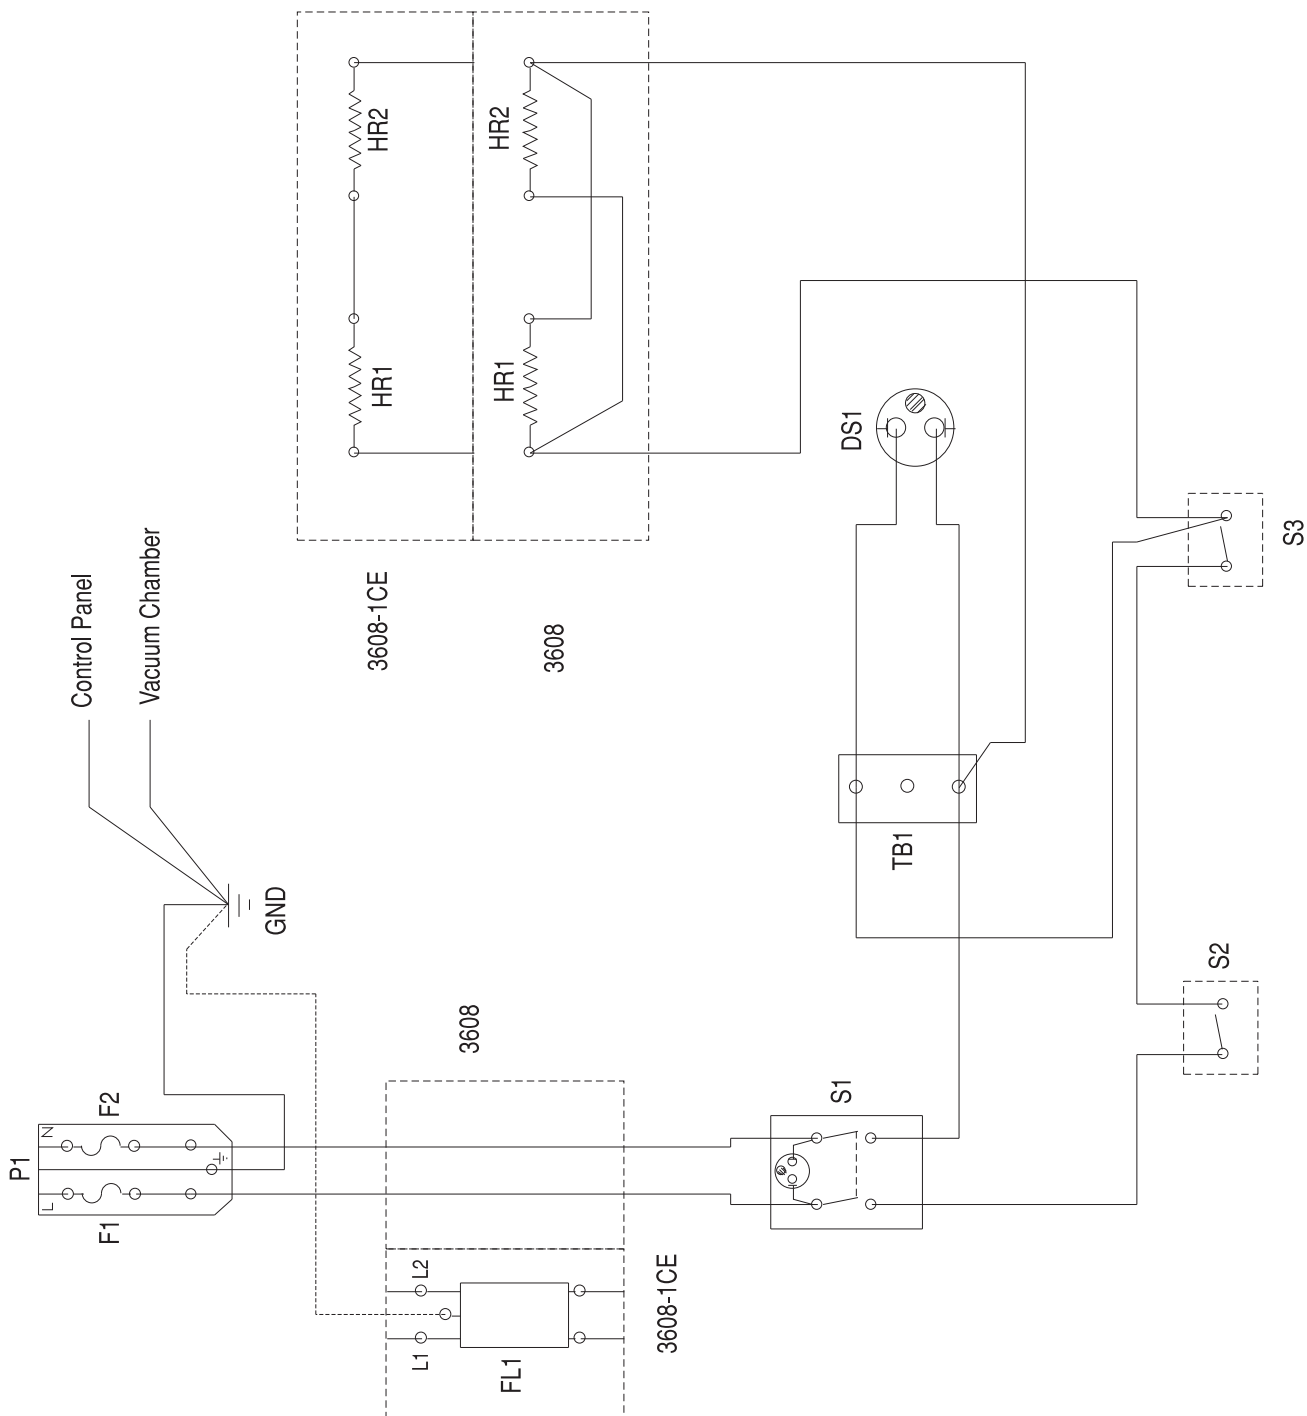 P1
L
N
F1
F2
Control Panel
Vacuum Chamber
GND
L1
L2
FL1
3608
3608-1CE
S1
S2
S3
TB1
DS1
3608-1CE
3608
HR1
HR2
HR1
HR2